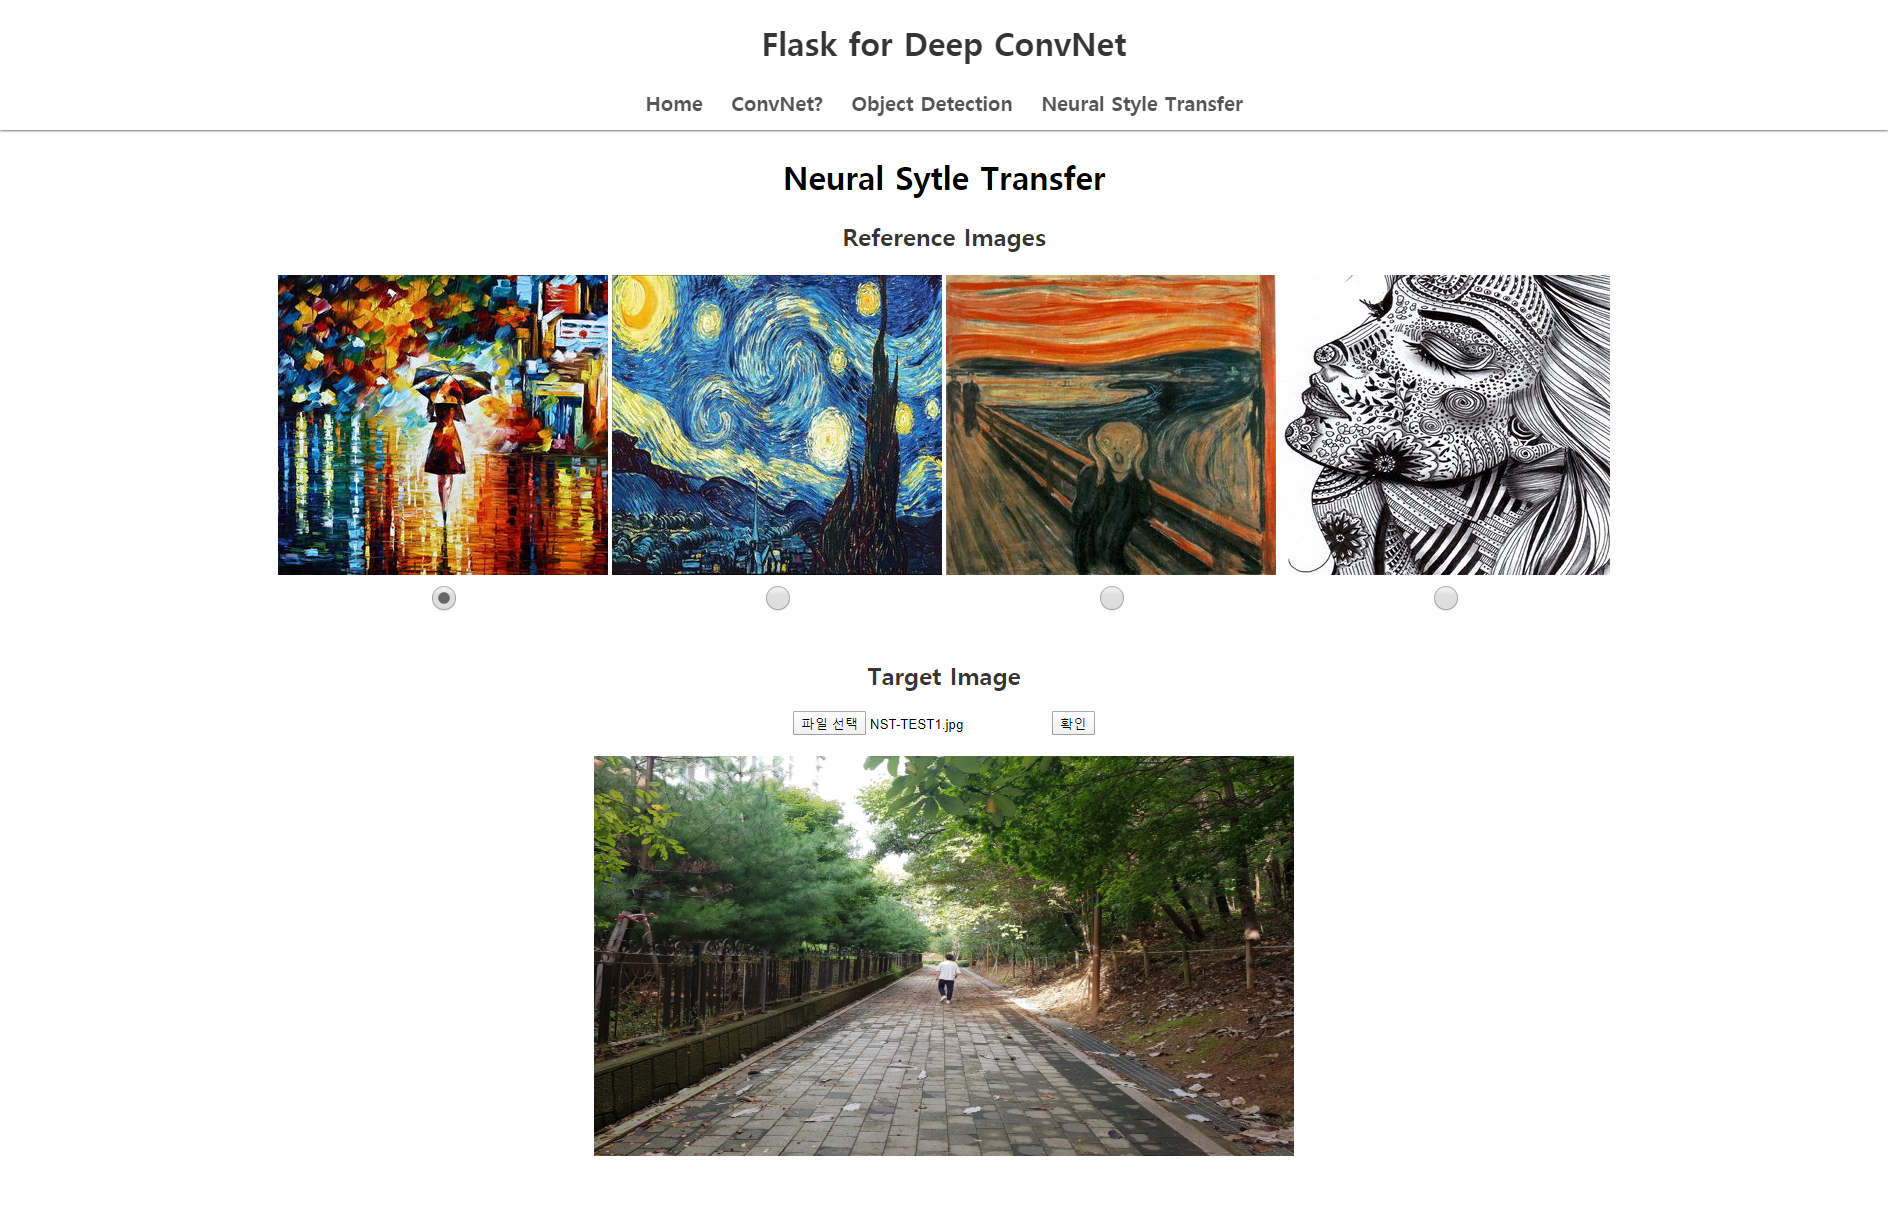 Flask for Deep ConvNet
Home ConvNet? Object Detection Neural Style Transfer
Neural Sytle Transfer
Reference Images
Target Image
파일 선택 NST-TEST1.jpg 확인